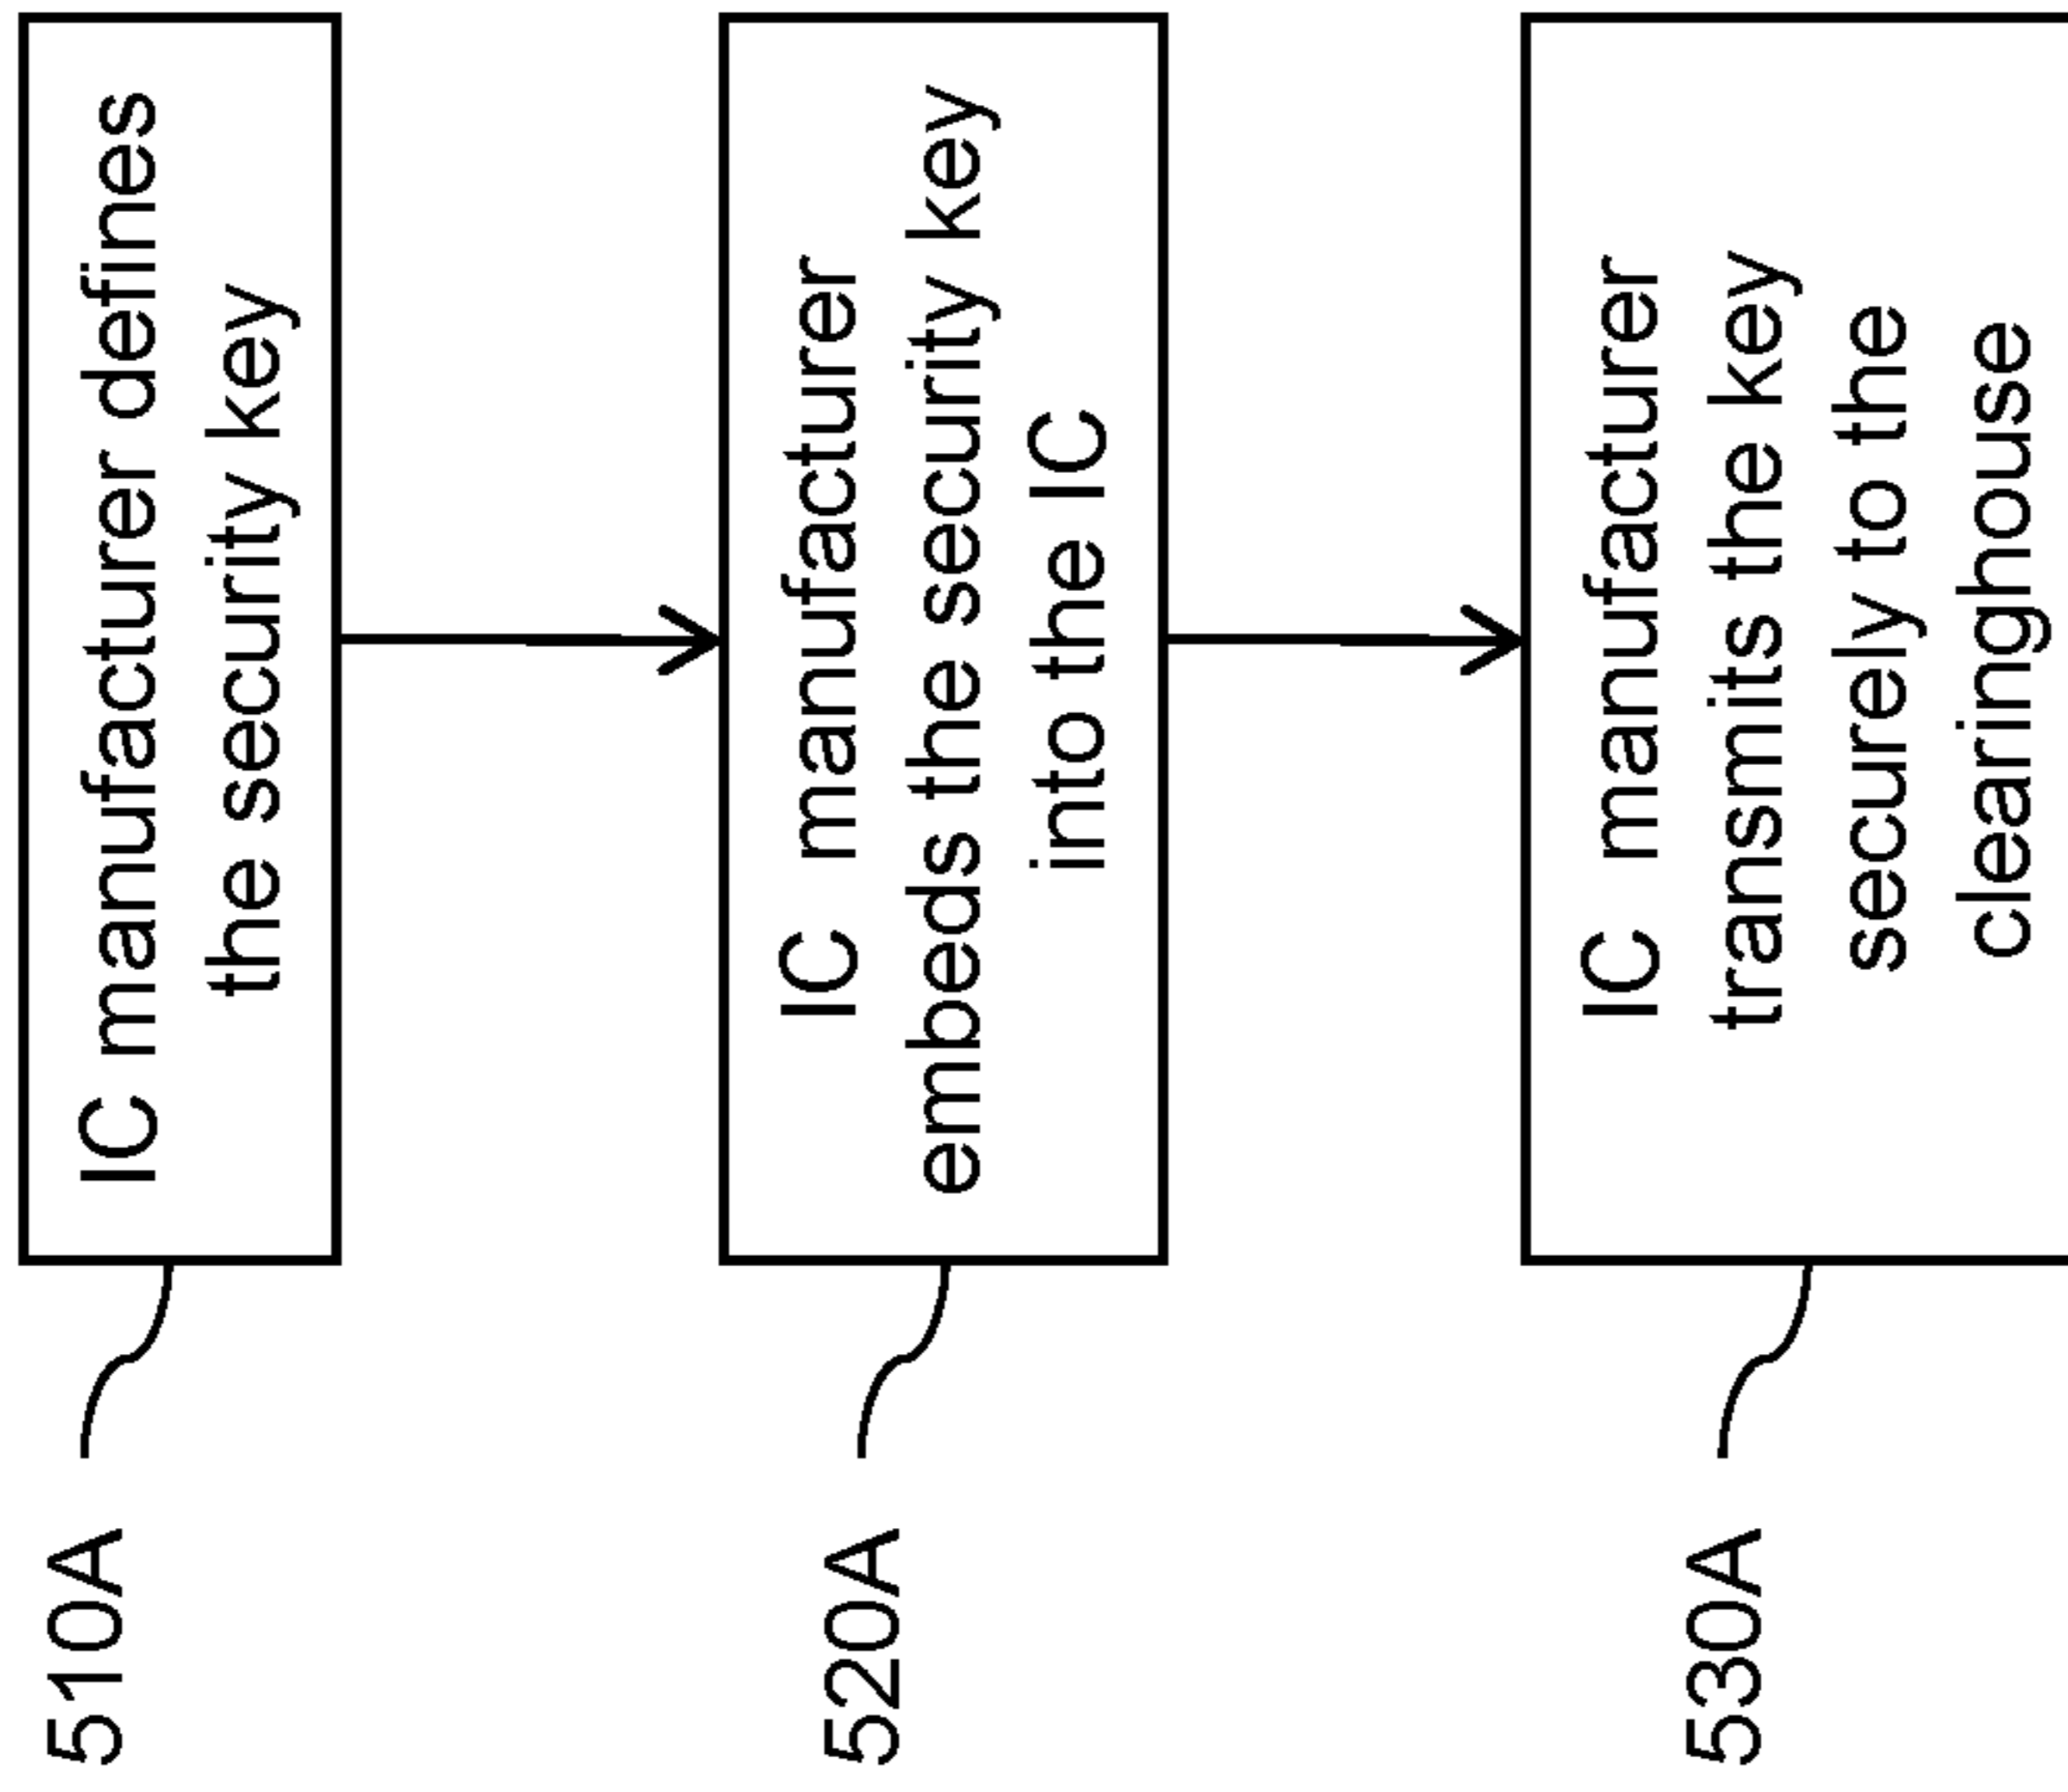 510A
IC manufacturer defines
the security key
520A
IC manufacturer
embeds the security key
into the IC
530A
IC manufacturer
transmits the key
securely to the
clearinghouse